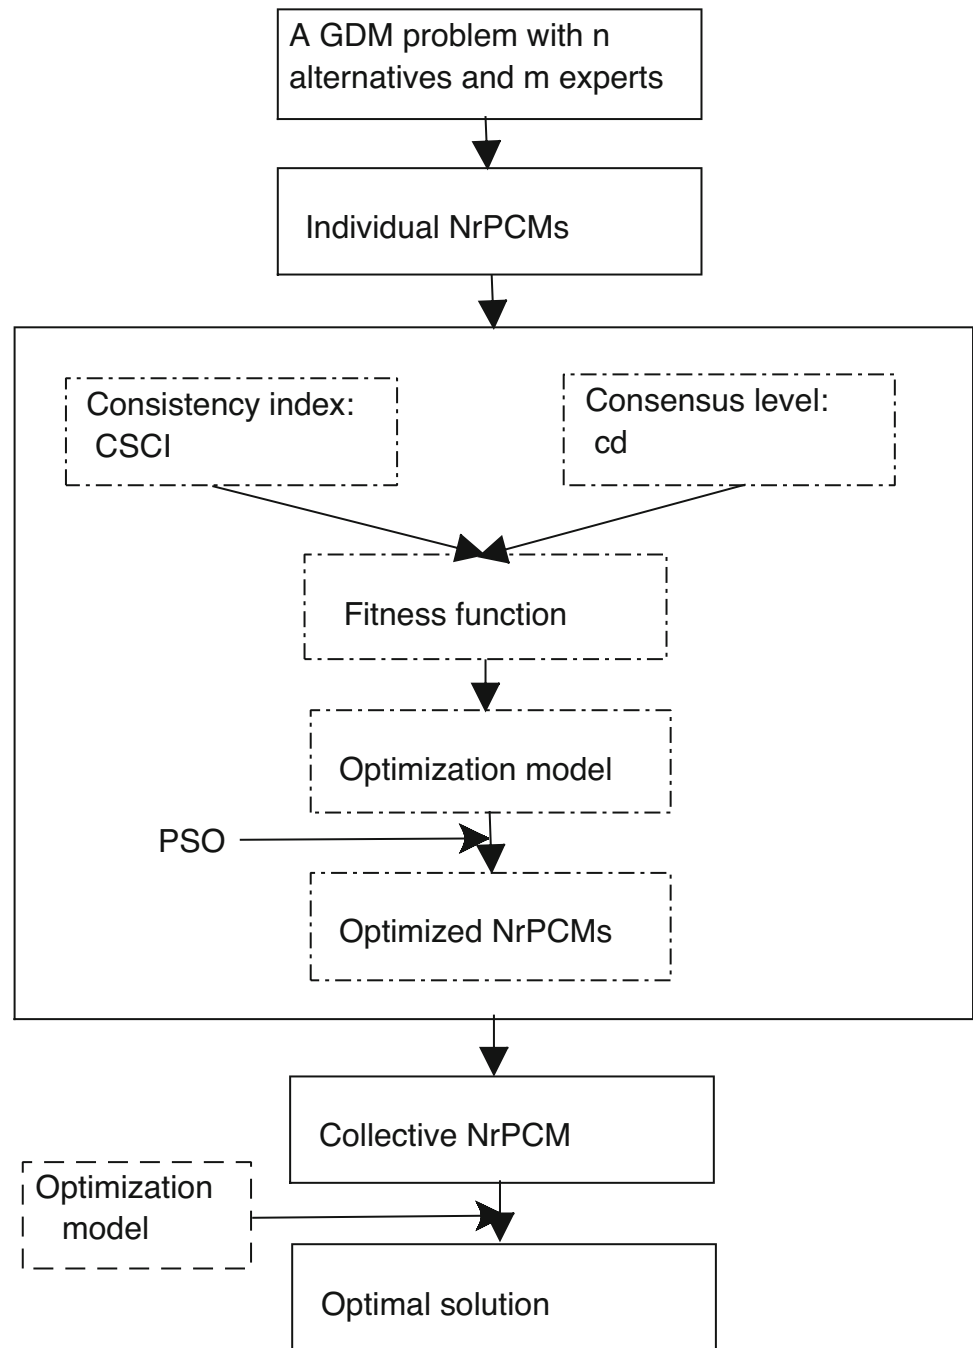 A GDM problem with n
alternatives and m experts
Individual NrPCMs
Consistency index:
CSCI
Consensus level:
cd
Fitness function
Optimization model
PSO
Optimized NrPCMs
Collective NrPCM
Optimization
model
Optimal solution